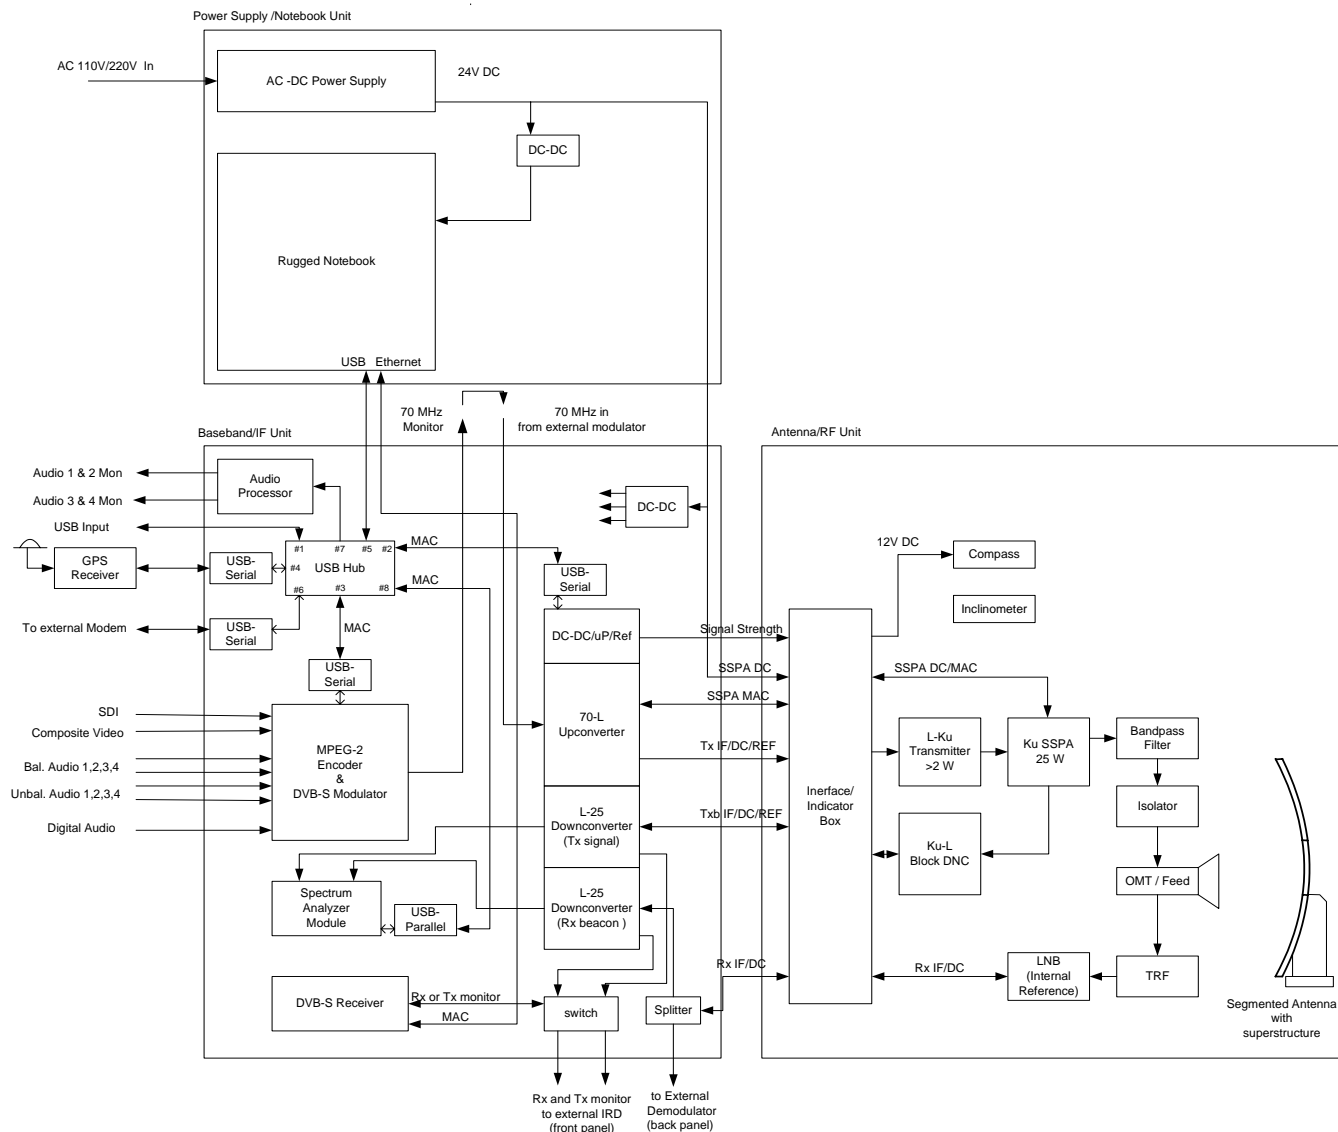 Power Supply /Notebook Unit
AC 110V/220V In
AC -DC Power Supply
24V DC
DC-DC
Rugged Notebook
USB Ethernet
70 MHz
Monitor
70 MHz in
from external modulator
Baseband/IF Unit
Antenna/RF Unit
Audio 1 & 2 Mon
Audio 3 & 4 Mon
Audio
Processor
USB Input
DC-DC
GPS
Receiver
USB-
Serial
#1
#7
#5
#2
#4
USB Hub
#6
#3
#8
MAC
MAC
MAC
USB-
Serial
12V DC
Compass
Inclinometer
To external Modem
USB-
Serial
USB-
Serial
DC-DC/uP/Ref
Signal Strength
SSPA DC
SSPA DC/MAC
SSPA MAC
SDI
Composite Video
Bal. Audio 1,2,3,4
Unbal. Audio 1,2,3,4
Digital Audio
MPEG-2
Encoder
&
DVB-S Modulator
70-L
Upconverter
Tx IF/DC/REF
L-Ku
Transmitter
>2 W
Ku SSPA
25 W
Bandpass
Filter
Inerface/
Indicator
Box
Isolator
L-25
Downconverter
(Tx signal)
Txb IF/DC/REF
Ku-L
Block DNC
OMT / Feed
Spectrum
Analyzer
Module
USB-
Parallel
L-25
Downconverter
(Rx beacon )
Rx IF/DC
Rx IF/DC
LNB
(Internal
Reference)
TRF
DVB-S Receiver
Rx or Tx monitor
MAC
switch
Splitter
Segmented Antenna
with
superstructure
Rx and Tx monitor
to external IRD
(front panel)
to External
Demodulator
(back panel)